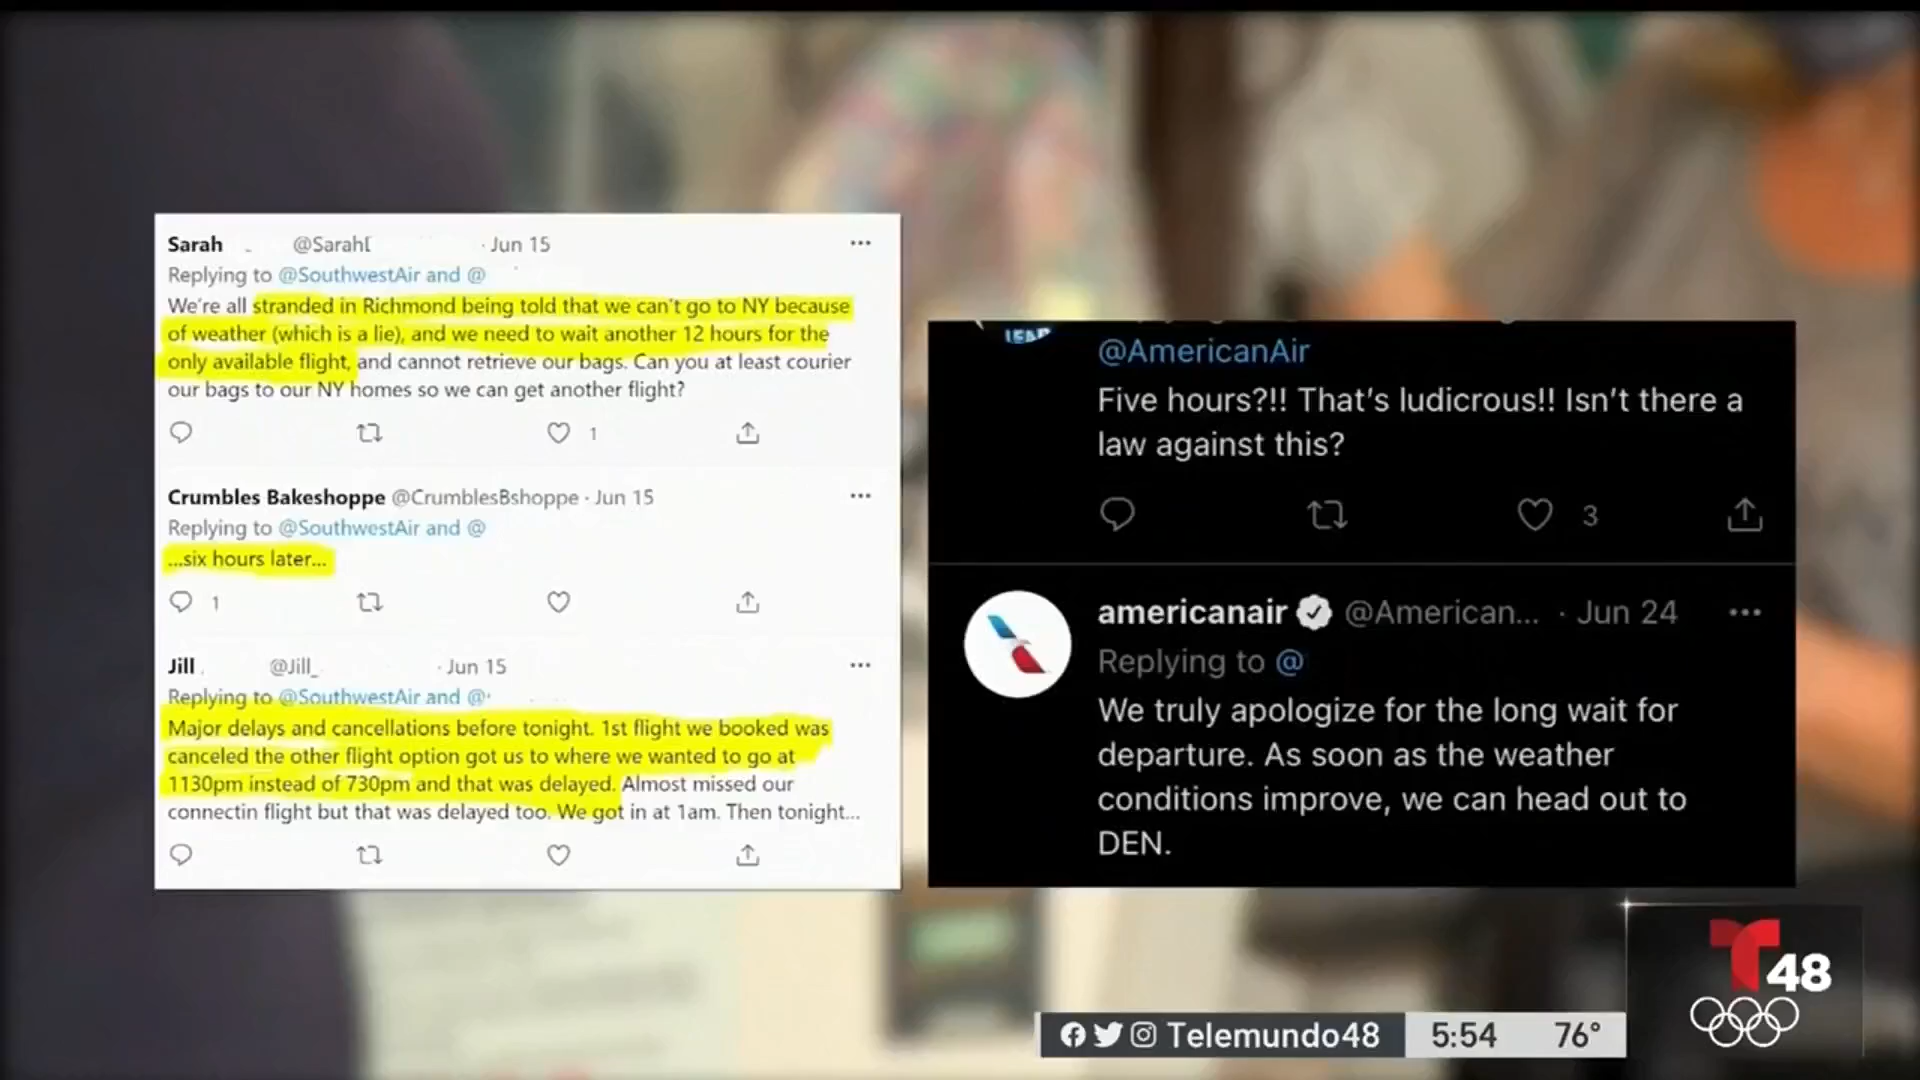 Sarah @Sarah · Jun 15
Replying to @SouthwestAir and @
We're all stranded in Richmond being told that we can't go to NY because
of weather (which is a lie), and we need to wait another 12 hours for the
only available flight, and cannot retrieve our bags. Can you at least courier
our bags to our NY homes so we can get another flight?
1
Crumbles Bakeshoppe @CrumblesBshoppe · Jun 15
Replying to @SouthwestAir and @
...six hours later...
1
Jill @Jill_ · Jun 15
Replying to @SouthwestAir and @
Major delays and cancellations before tonight. 1st flight we booked was
canceled the other flight option got us to where we wanted to go at
1130pm instead of 730pm and that was delayed. Almost missed our
connectin flight but that was delayed too. We got in at 1am. Then tonight...
@AmericanAir
Five hours?!! That's ludicrous!! Isn't there a
law against this?
3
americanair @American... · Jun 24
Replying to @
We truly apologize for the long wait for
departure. As soon as the weather
conditions improve, we can head out to
DEN.
T 48
Telemundo48 5:54 76°